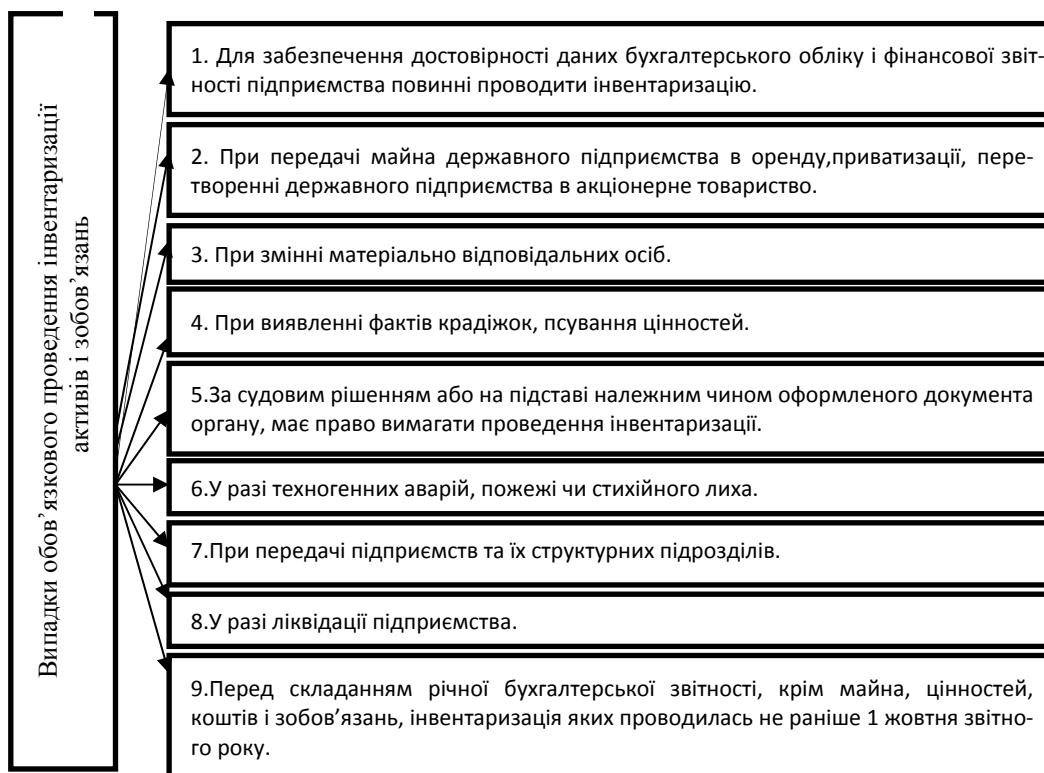 Випадки обов’язкового проведення інвентаризації
активів і зобов’язань
1. Для забезпечення достовірності даних бухгалтерського обліку і фінансової звіт-
ності підприємства повинні проводити інвентаризацію.
2. При передачі майна державного підприємства в оренду,приватизації, пере-
творенні державного підприємства в акціонерне товариство.
3. При змінні матеріально відповідальних осіб.
4. При виявленні фактів крадіжок, псування цінностей.
5.За судовим рішенням або на підставі належним чином оформленого документа
органу, має право вимагати проведення інвентаризації.
6.У разі техногенних аварій, пожежі чи стихійного лиха.
7.При передачі підприємств та їх структурних підрозділів.
8.У разі ліквідації підприємства.
9.Перед складанням річної бухгалтерської звітності, крім майна, цінностей,
коштів і зобов’язань, інвентаризація яких проводилась не раніше 1 жовтня звітно-
го року.